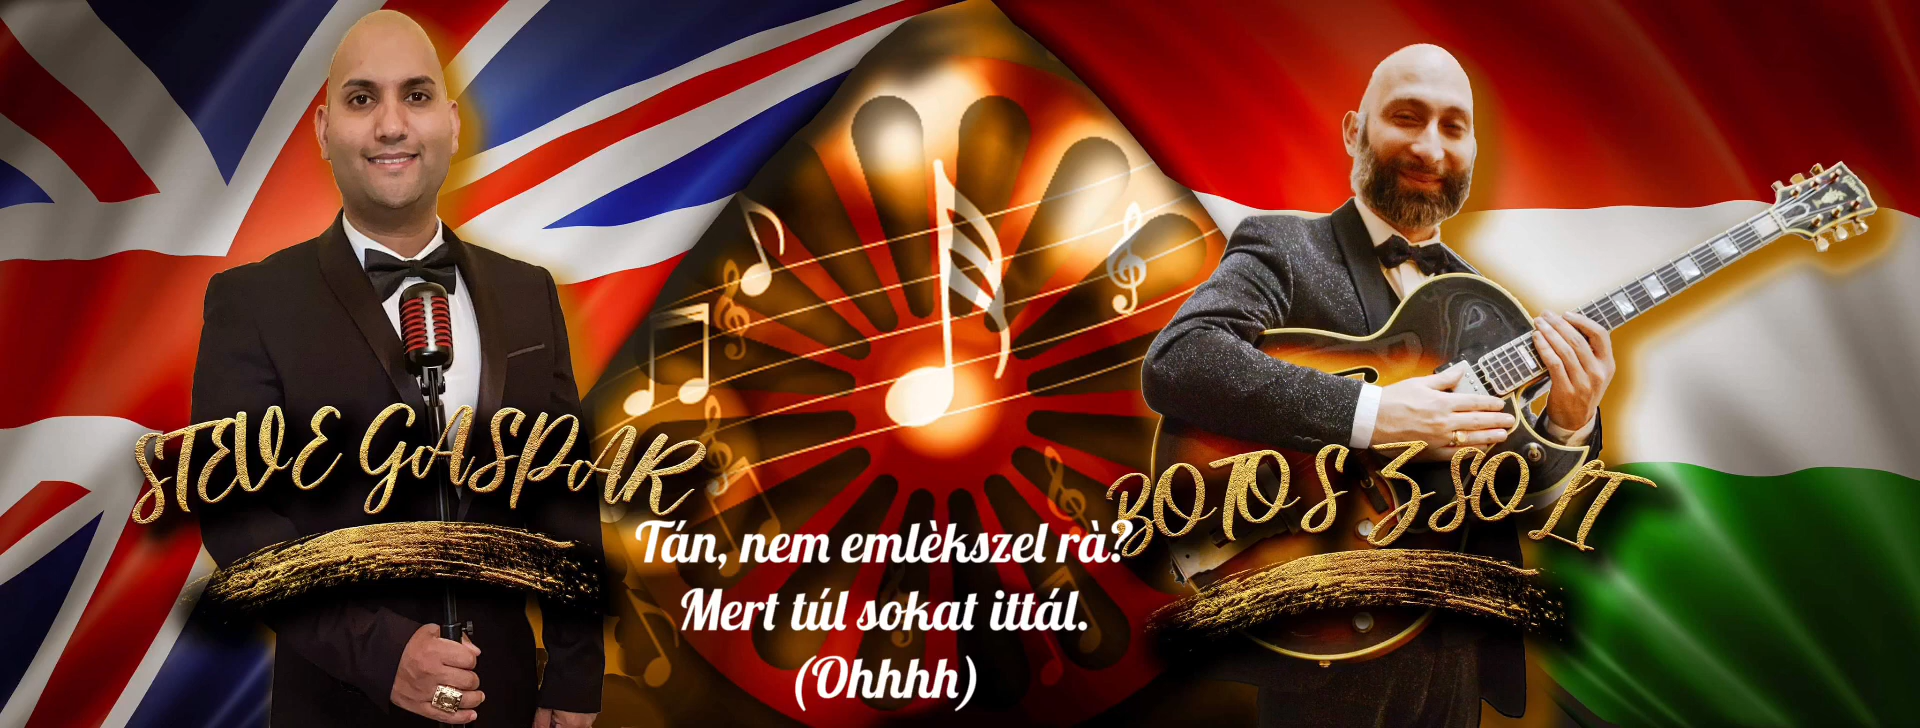 STEVE GASPAR
BOTOS ZSOLT
Tán, nem emlèkszel rà?
Mert túl sokat ittál.
(Ohhhh)